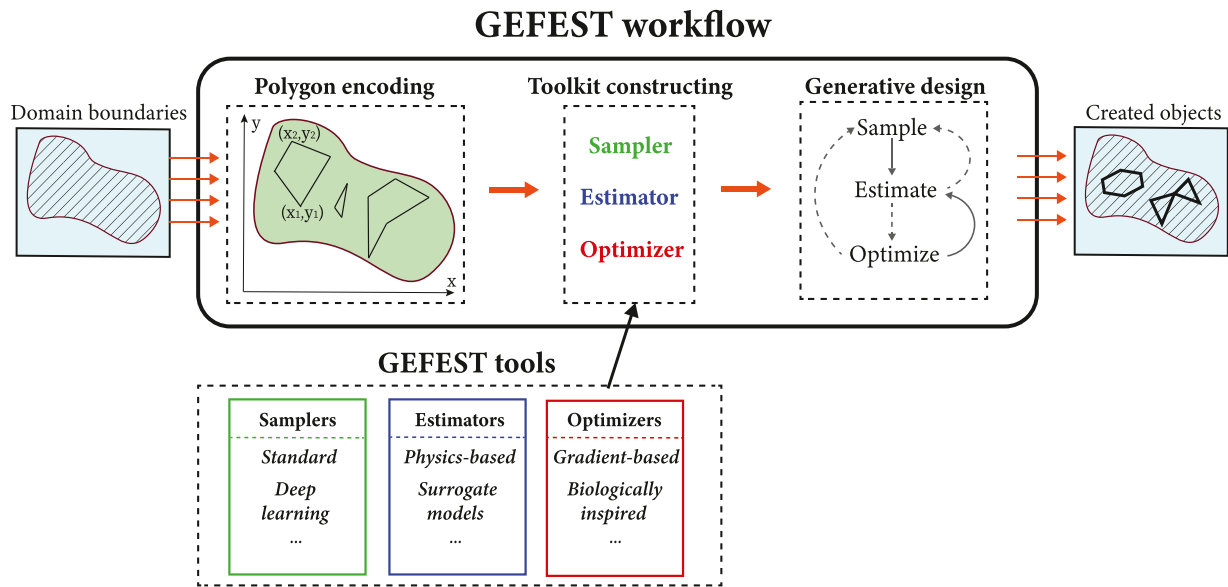 GEFEST workflow
Domain boundaries
Polygon encoding
y
(x₂,y₂)
(x₁,y₁)
x
Toolkit constructing
Sampler
Estimator
Optimizer
Generative design
Sample
Estimate
Optimize
Created objects
GEFEST tools
Samplers
Standard
Deep
learning
...
Estimators
Physics-based
Surrogate
models
...
Optimizers
Gradient-based
Biologically
inspired
...